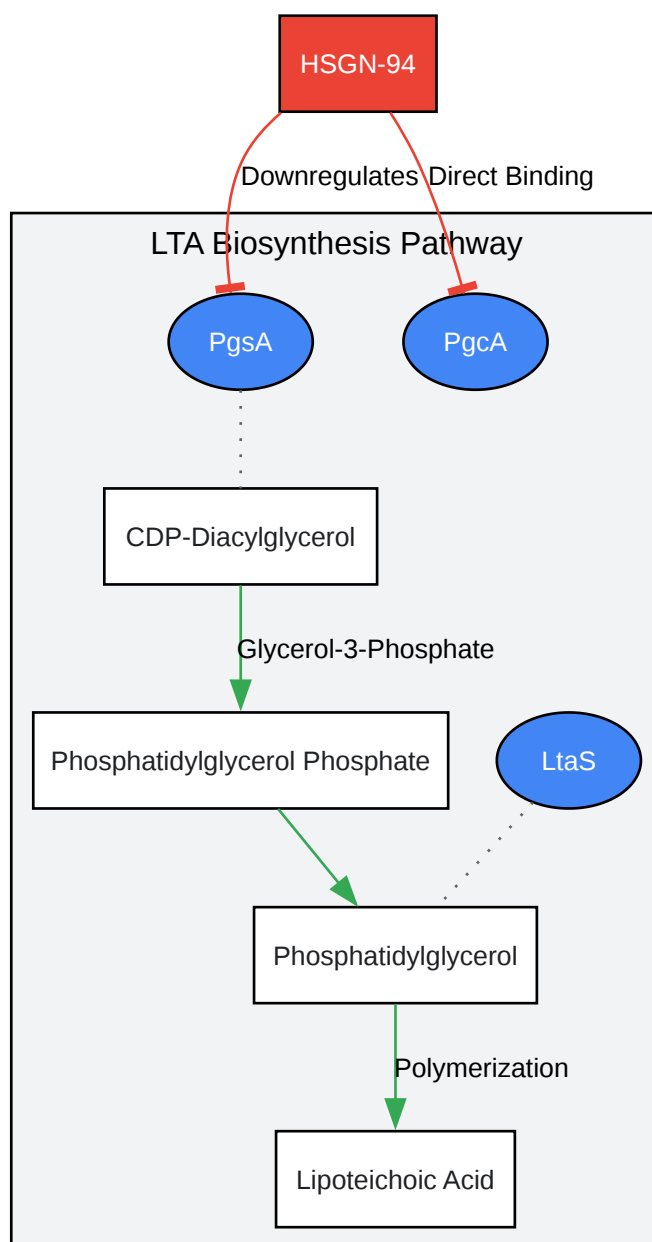 HSGN-94
Downregulates
Direct Binding
LTA Biosynthesis Pathway
PgsA
PgcA
CDP-Diacylglycerol
Glycerol-3-Phosphate
Phosphatidylglycerol Phosphate
LtaS
Phosphatidylglycerol
Polymerization
Lipoteichoic Acid